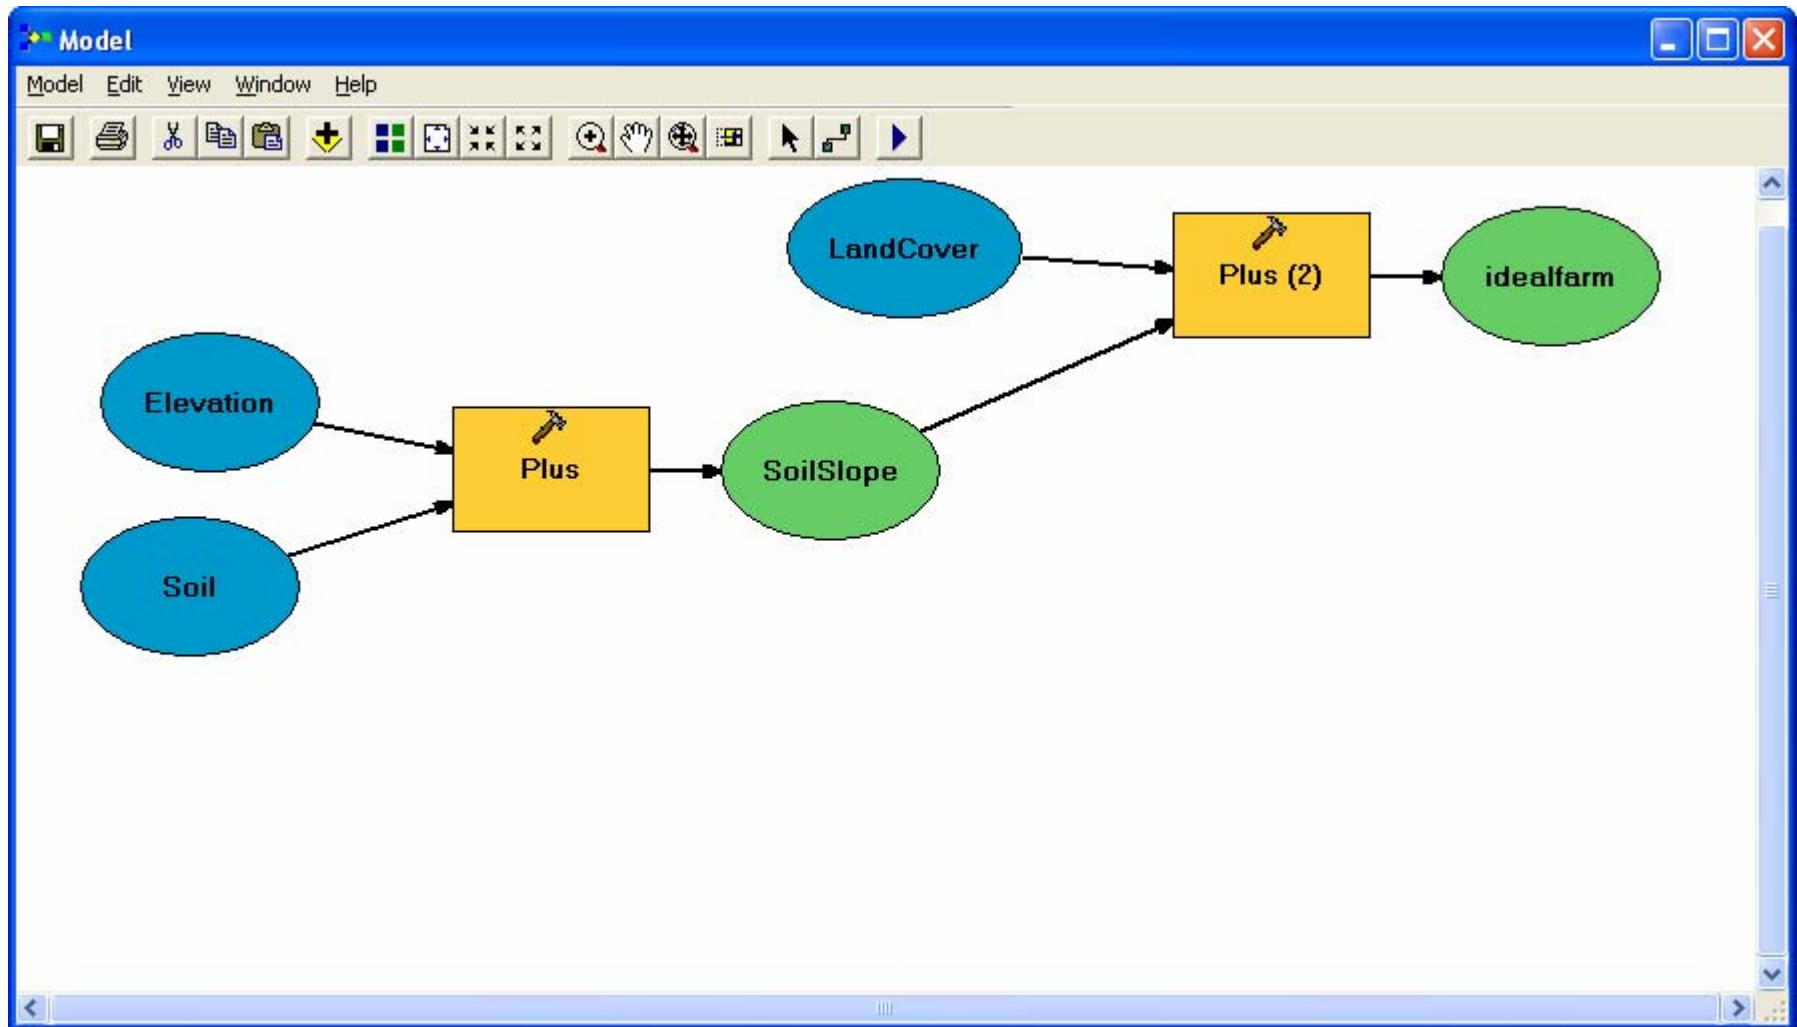 Model
Model Edit View Window Help
LandCover
Plus (2)
idealfarm
Elevation
Plus
SoilSlope
Soil